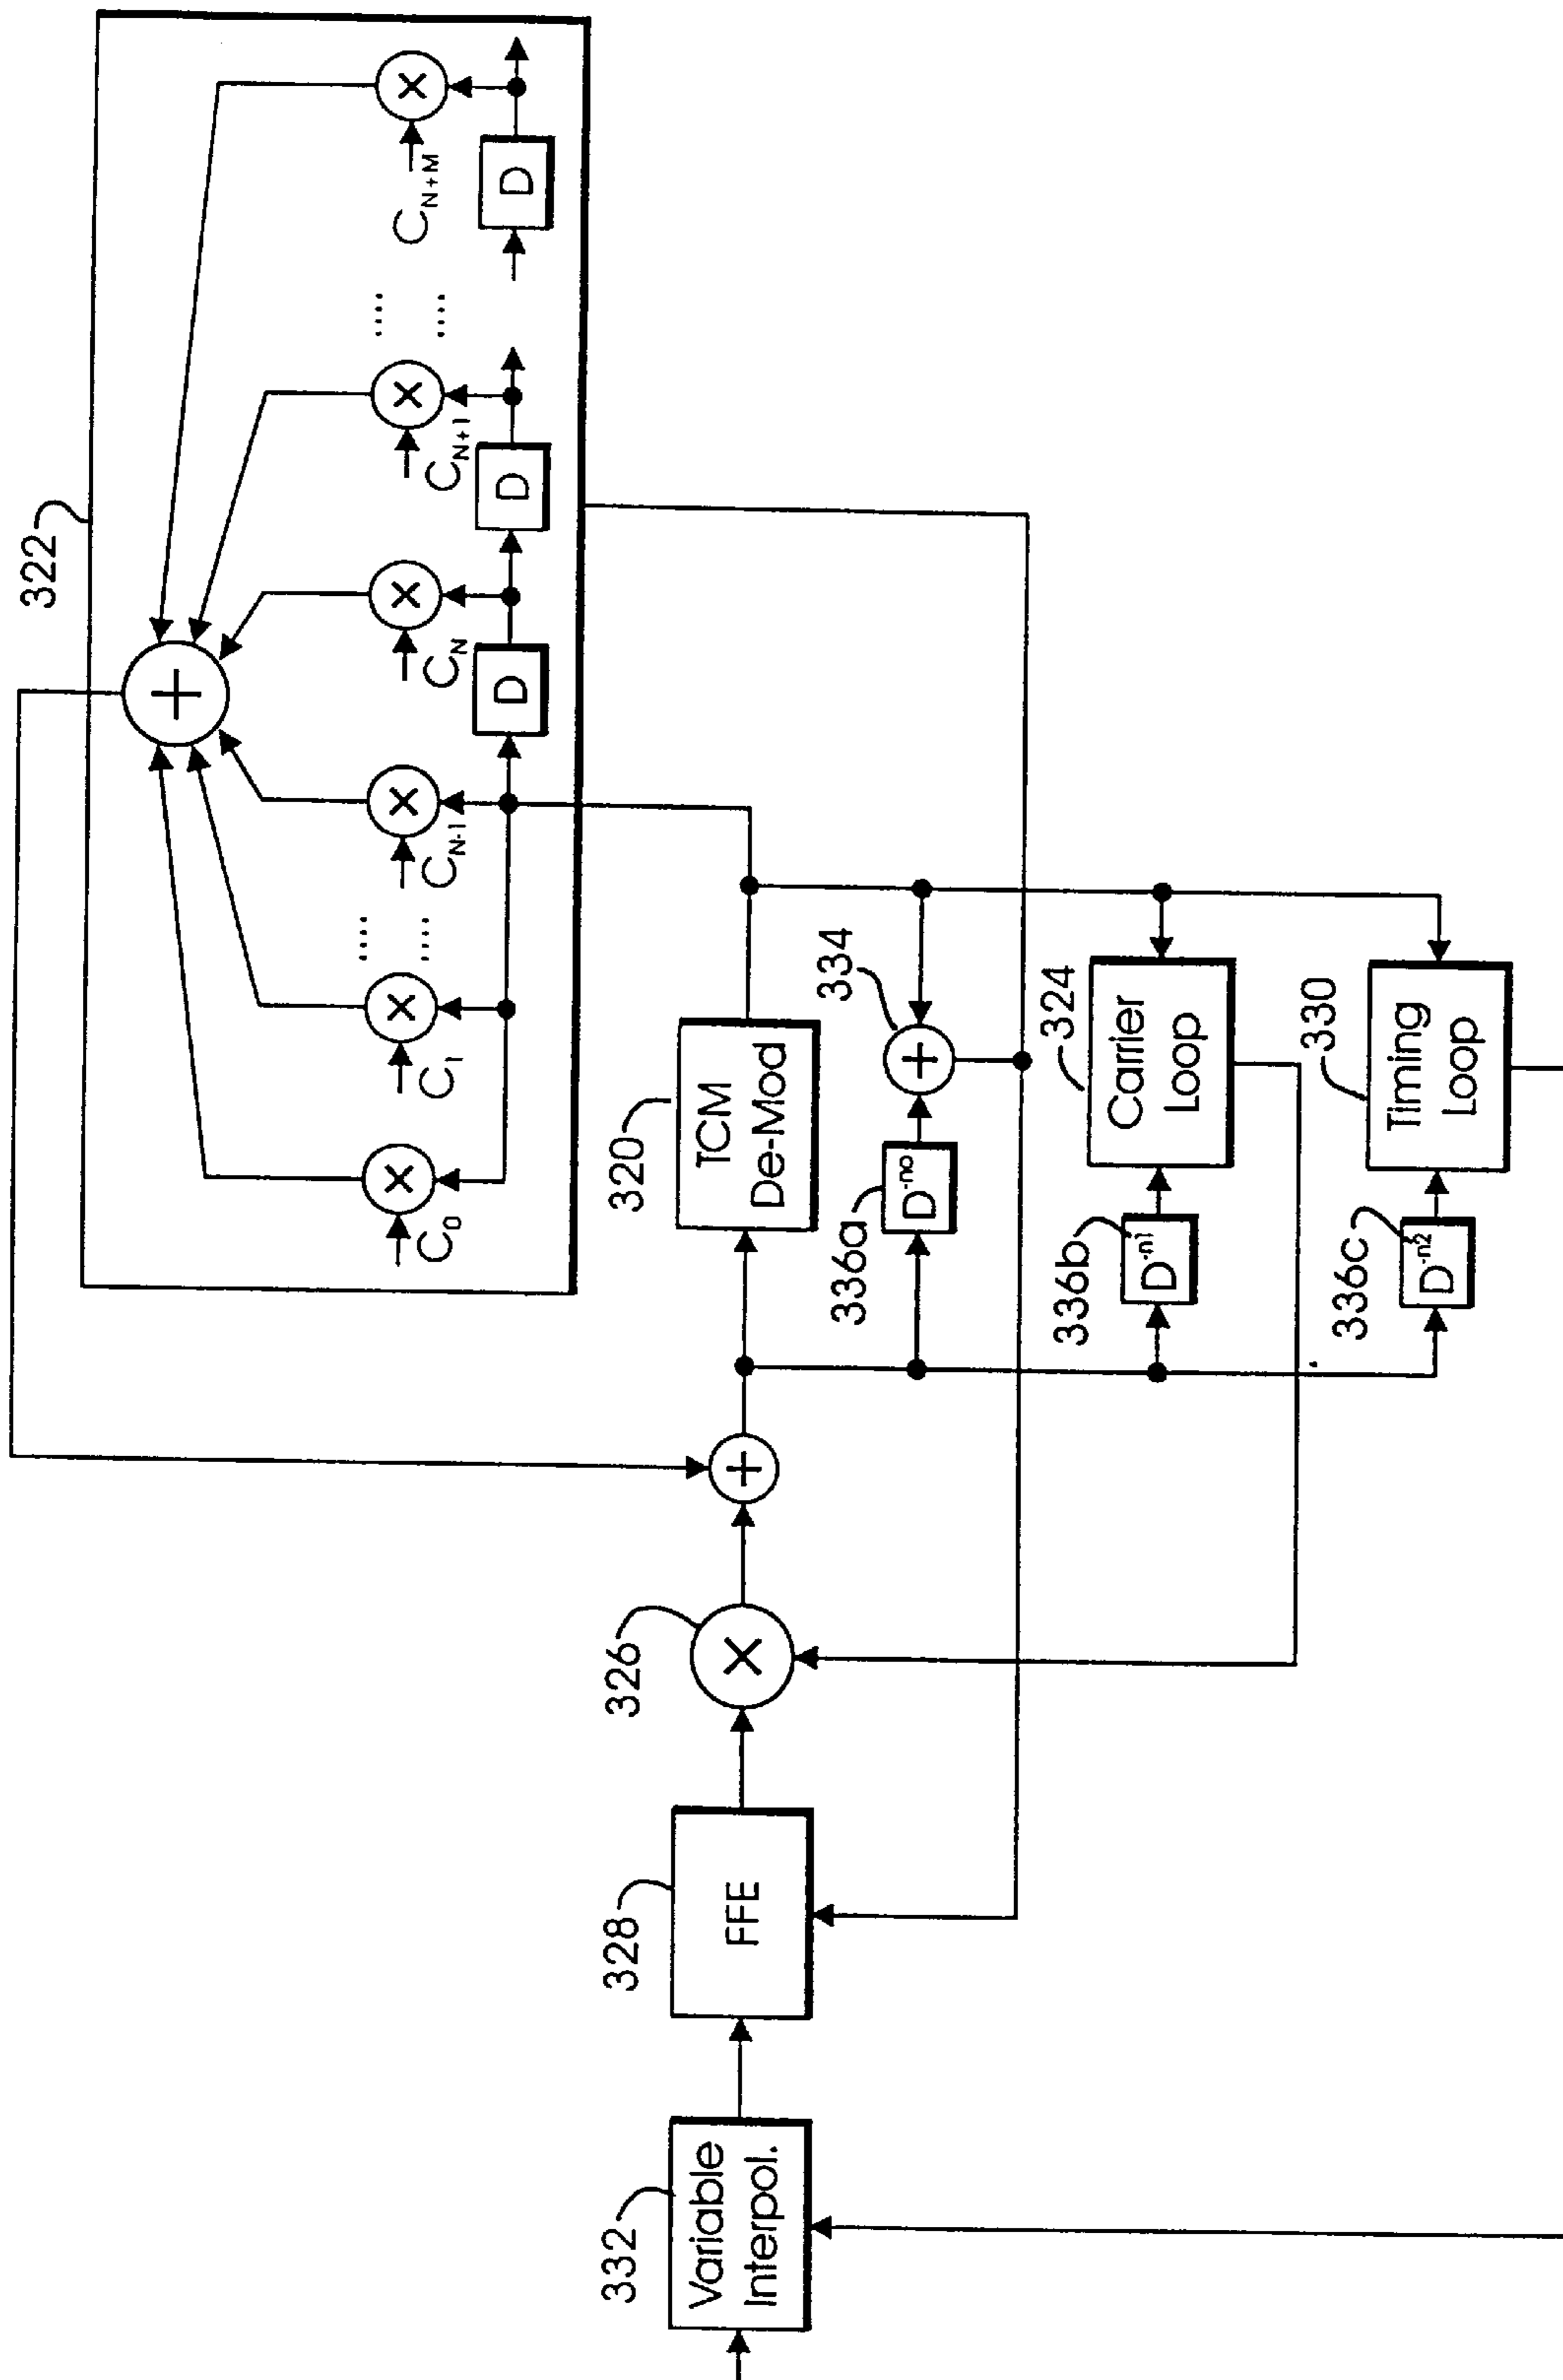 322
C0
C1
....
....
CN-1
CN
CN+1
....
....
CN+M
×
×
×
×
×
×
+
D
D
D
332
Variable
Interpol.
328
FFE
326
×
+
320
TCM
De-Mod
336a
D-no
334
+
336b
D-n1
324
Carrier
Loop
336c
D-n2
330
Timing
Loop